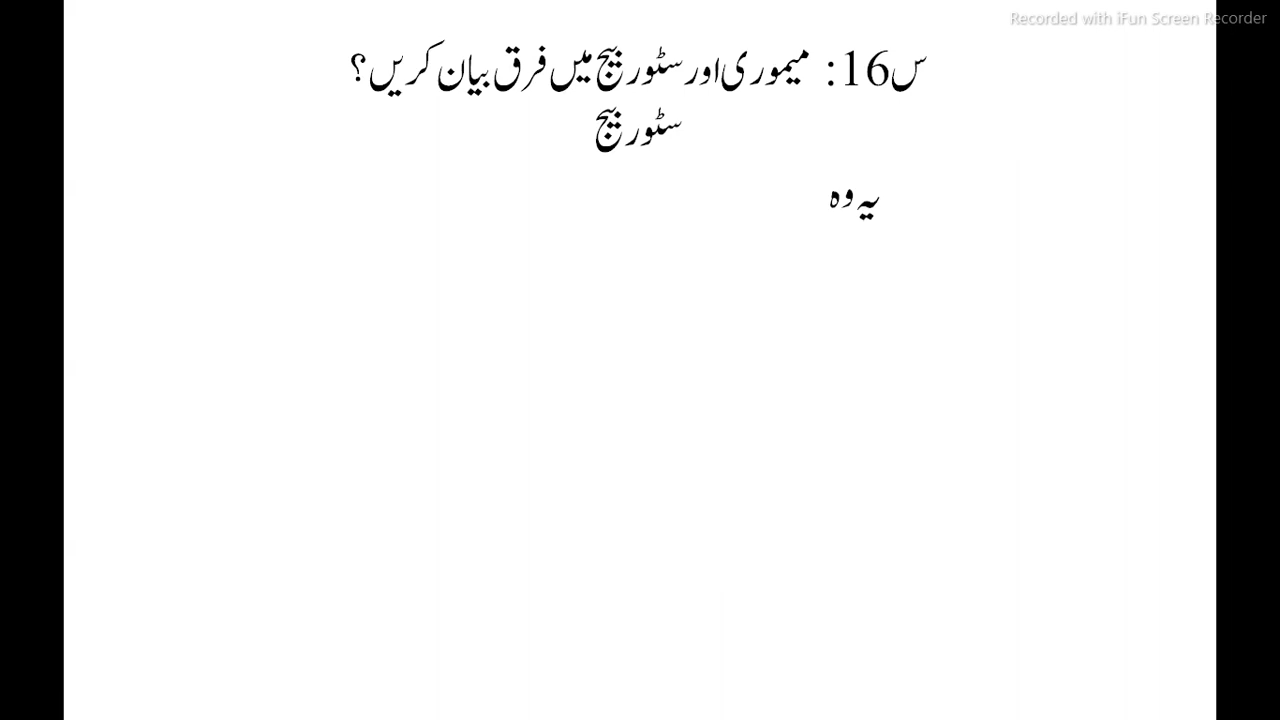 Recorded with iFun Screen Recorder
س16: میموری اور سٹوریج میں فرق بیان کریں؟
سٹوریج
یہ وہ